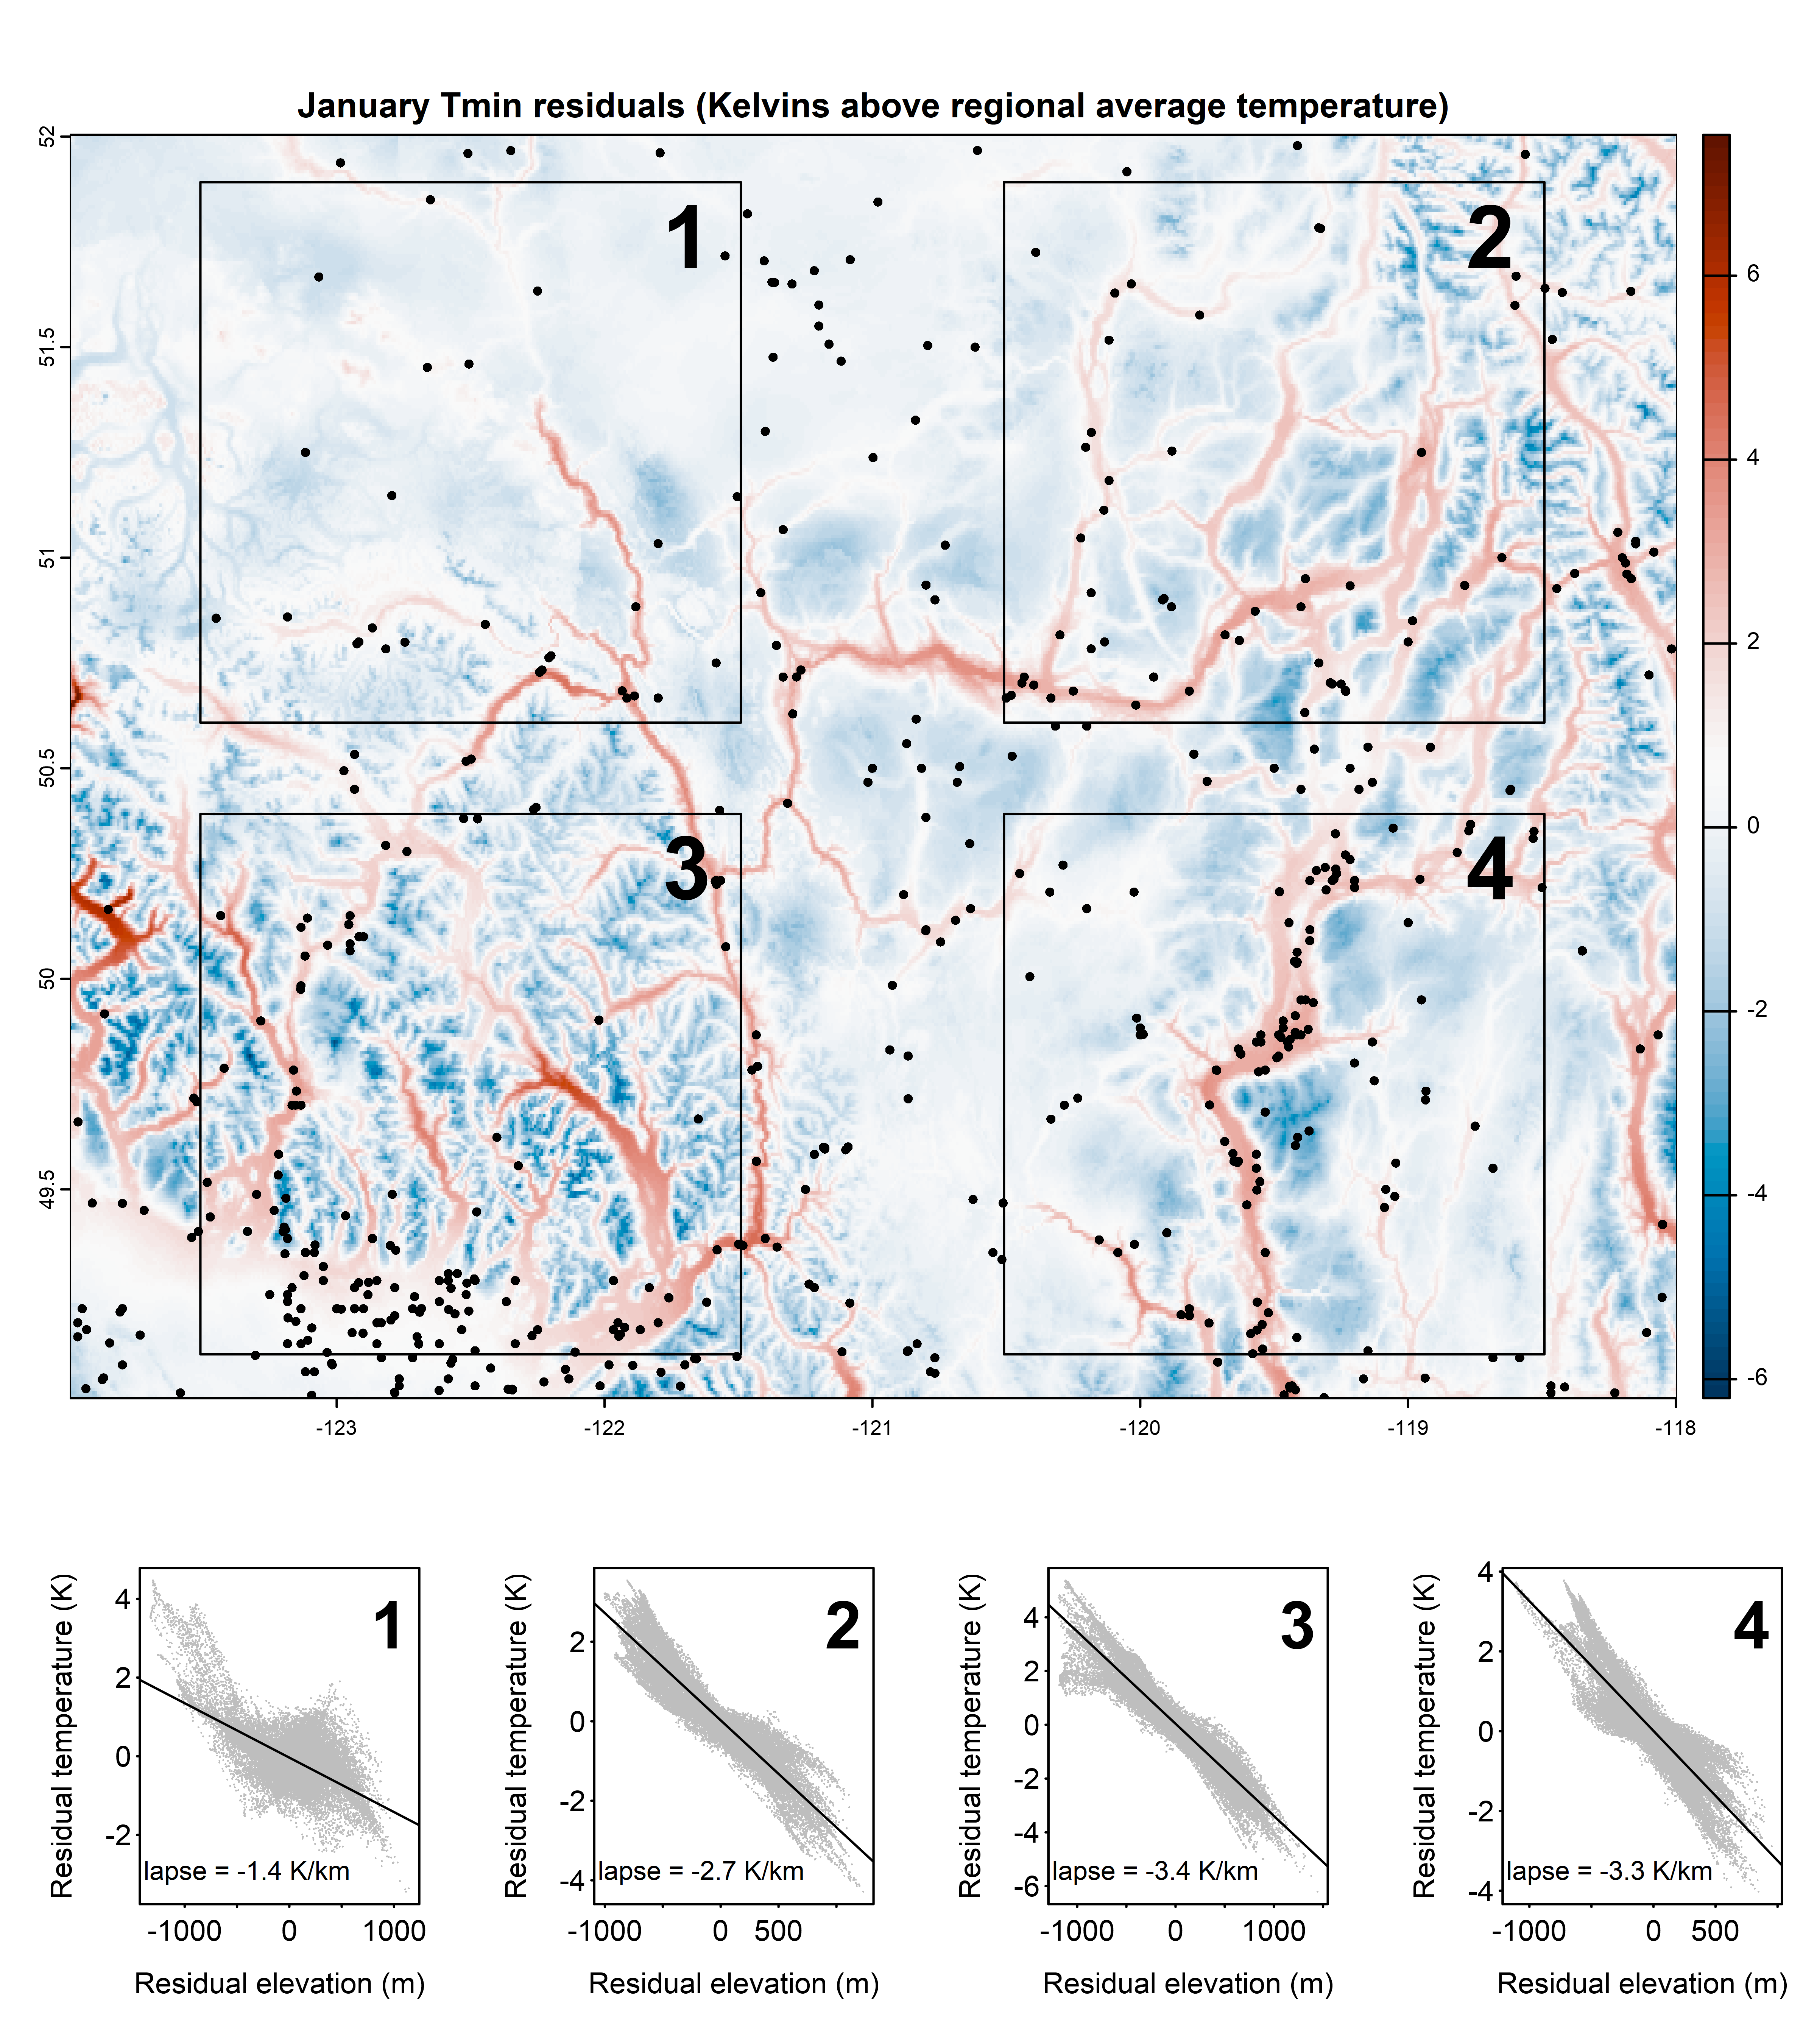 January Tmin residuals (Kelvins above regional average temperature)
52
51.5
51
50.5
50
49.5
1
2
3
4
6
4
2
0
-2
-4
-6
-123
-122
-121
-120
-119
-118
Residual temperature (K)
4
2
0
-2
1
lapse = -1.4 K/km
-1000 0 1000
Residual elevation (m)
Residual temperature (K)
2
0
-2
-4
2
lapse = -2.7 K/km
-1000 0 500
Residual elevation (m)
Residual temperature (K)
4
2
0
-2
-4
-6
3
lapse = -3.4 K/km
-1000 0 1000
Residual elevation (m)
Residual temperature (K)
4
2
0
-2
-4
4
lapse = -3.3 K/km
-1000 0 500
Residual elevation (m)